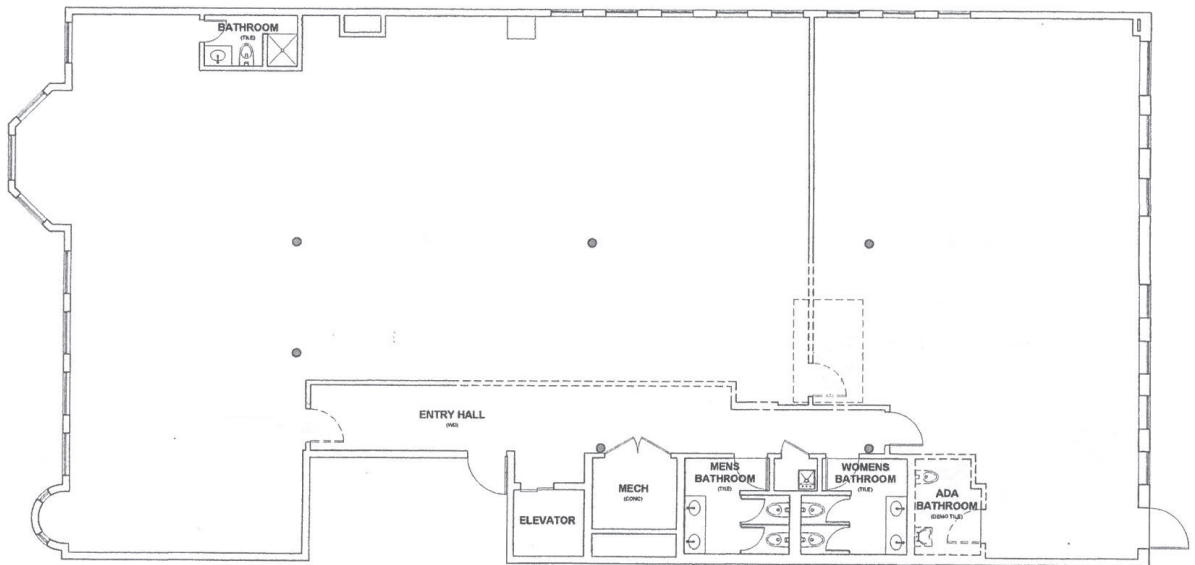 BATHROOM
(TILE)
ENTRY HALL
(WD)
MECH
(CONC)
ELEVATOR
MENS
BATHROOM
(TILE)
WOMENS
BATHROOM
(TILE)
ADA
BATHROOM
(DEMO TILE)